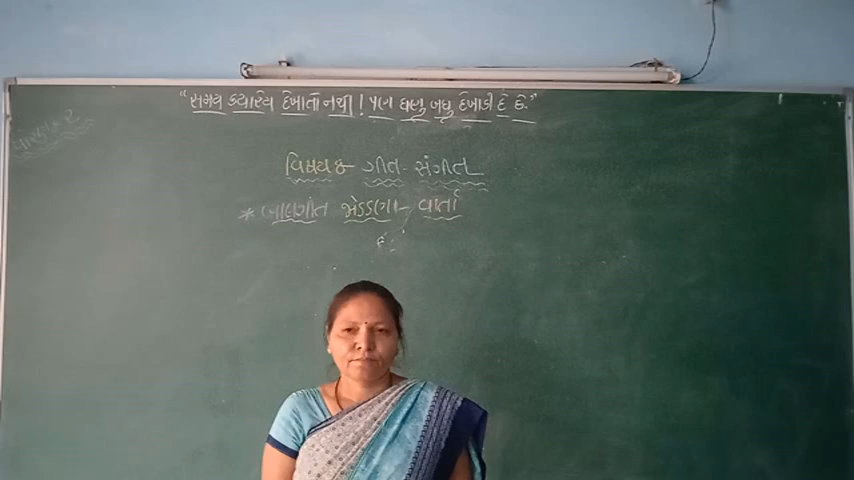 "સમય ક્યારેય દેખાતો નથી ! પણ ઘણુ બધુ દેખાડી દે છે."
વિષય ઃ- ગીત - સંગીત
* બાળગીત જોડકણા - વાર્તા